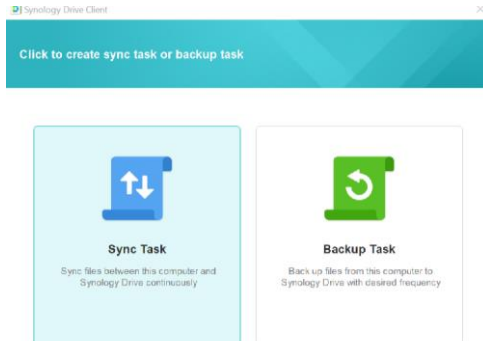 Synology Drive Client
Click to create sync task or backup task
Sync Task
Sync files between this computer and
Synology Drive continuously
Backup Task
Back up files from this computer to
Synology Drive with desired frequency